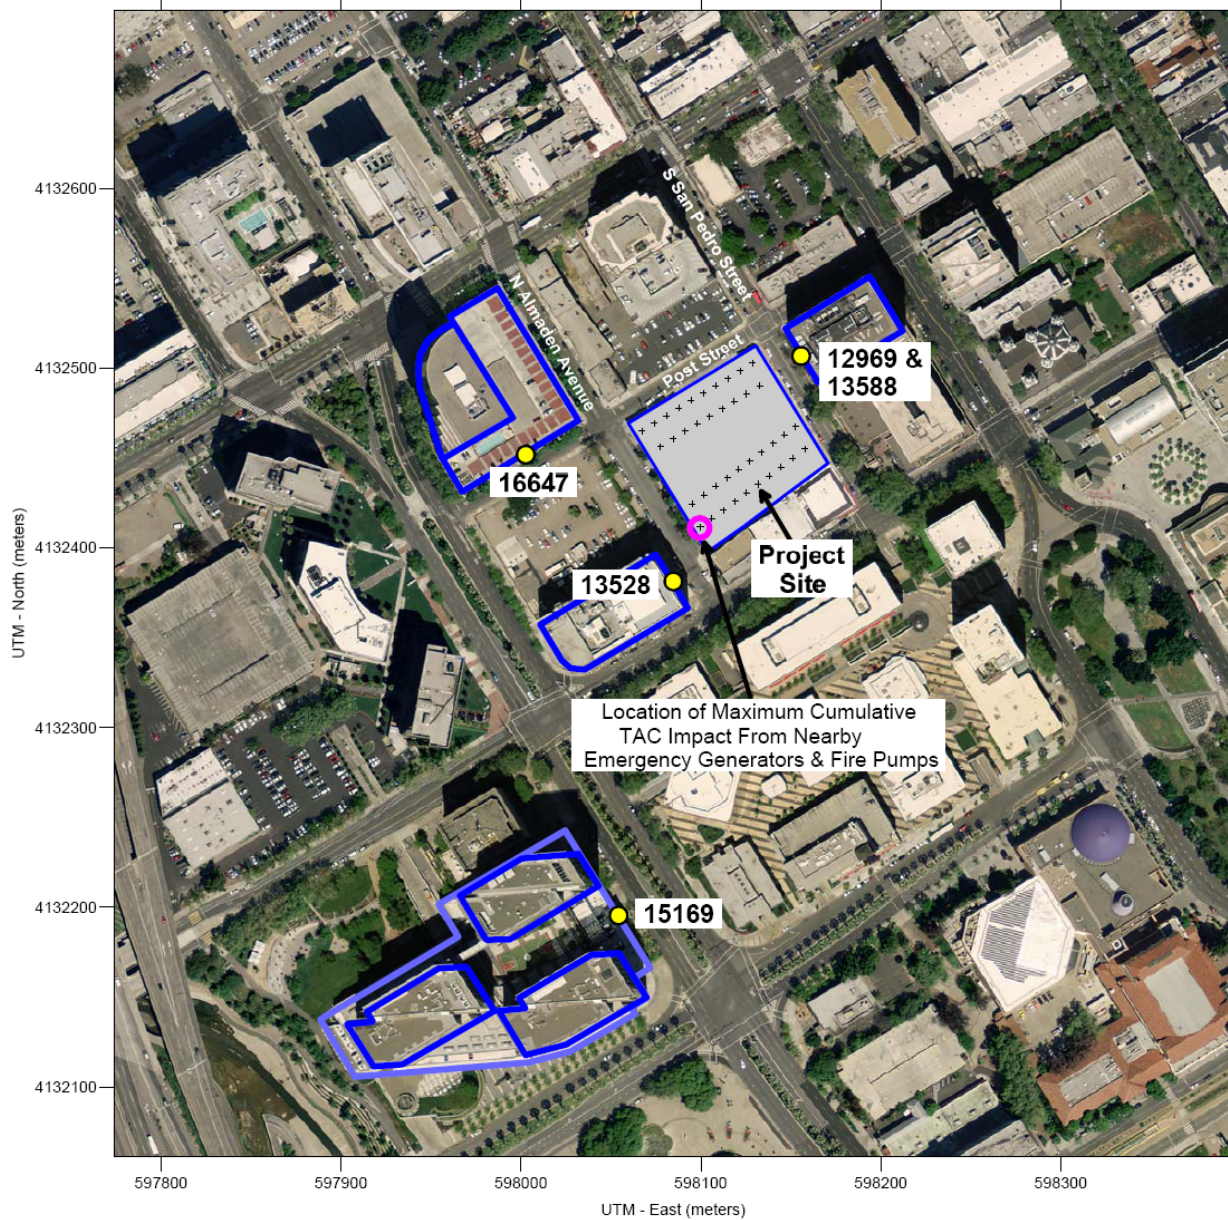 4132600
S San Pedro Street
N Almaden Avenue
4132500
Post Street
12969 &
13588
16647
4132400
Project
Site
13528
UTM - North (meters)
4132300
Location of Maximum Cumulative
TAC Impact From Nearby
Emergency Generators & Fire Pumps
4132200
15169
4132100
597800
597900
598000
598100
598200
598300
UTM - East (meters)